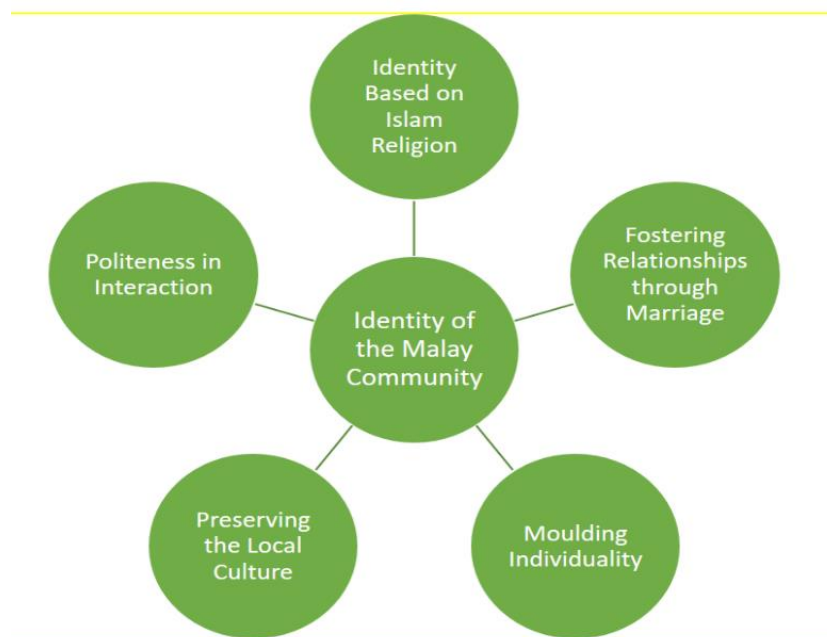 Identity
Based on
Islam
Religion
Fostering
Relationships
through
Marriage
Politeness in
Interaction
Identity of
the Malay
Community
Preserving
the Local
Culture
Moulding
Individuality